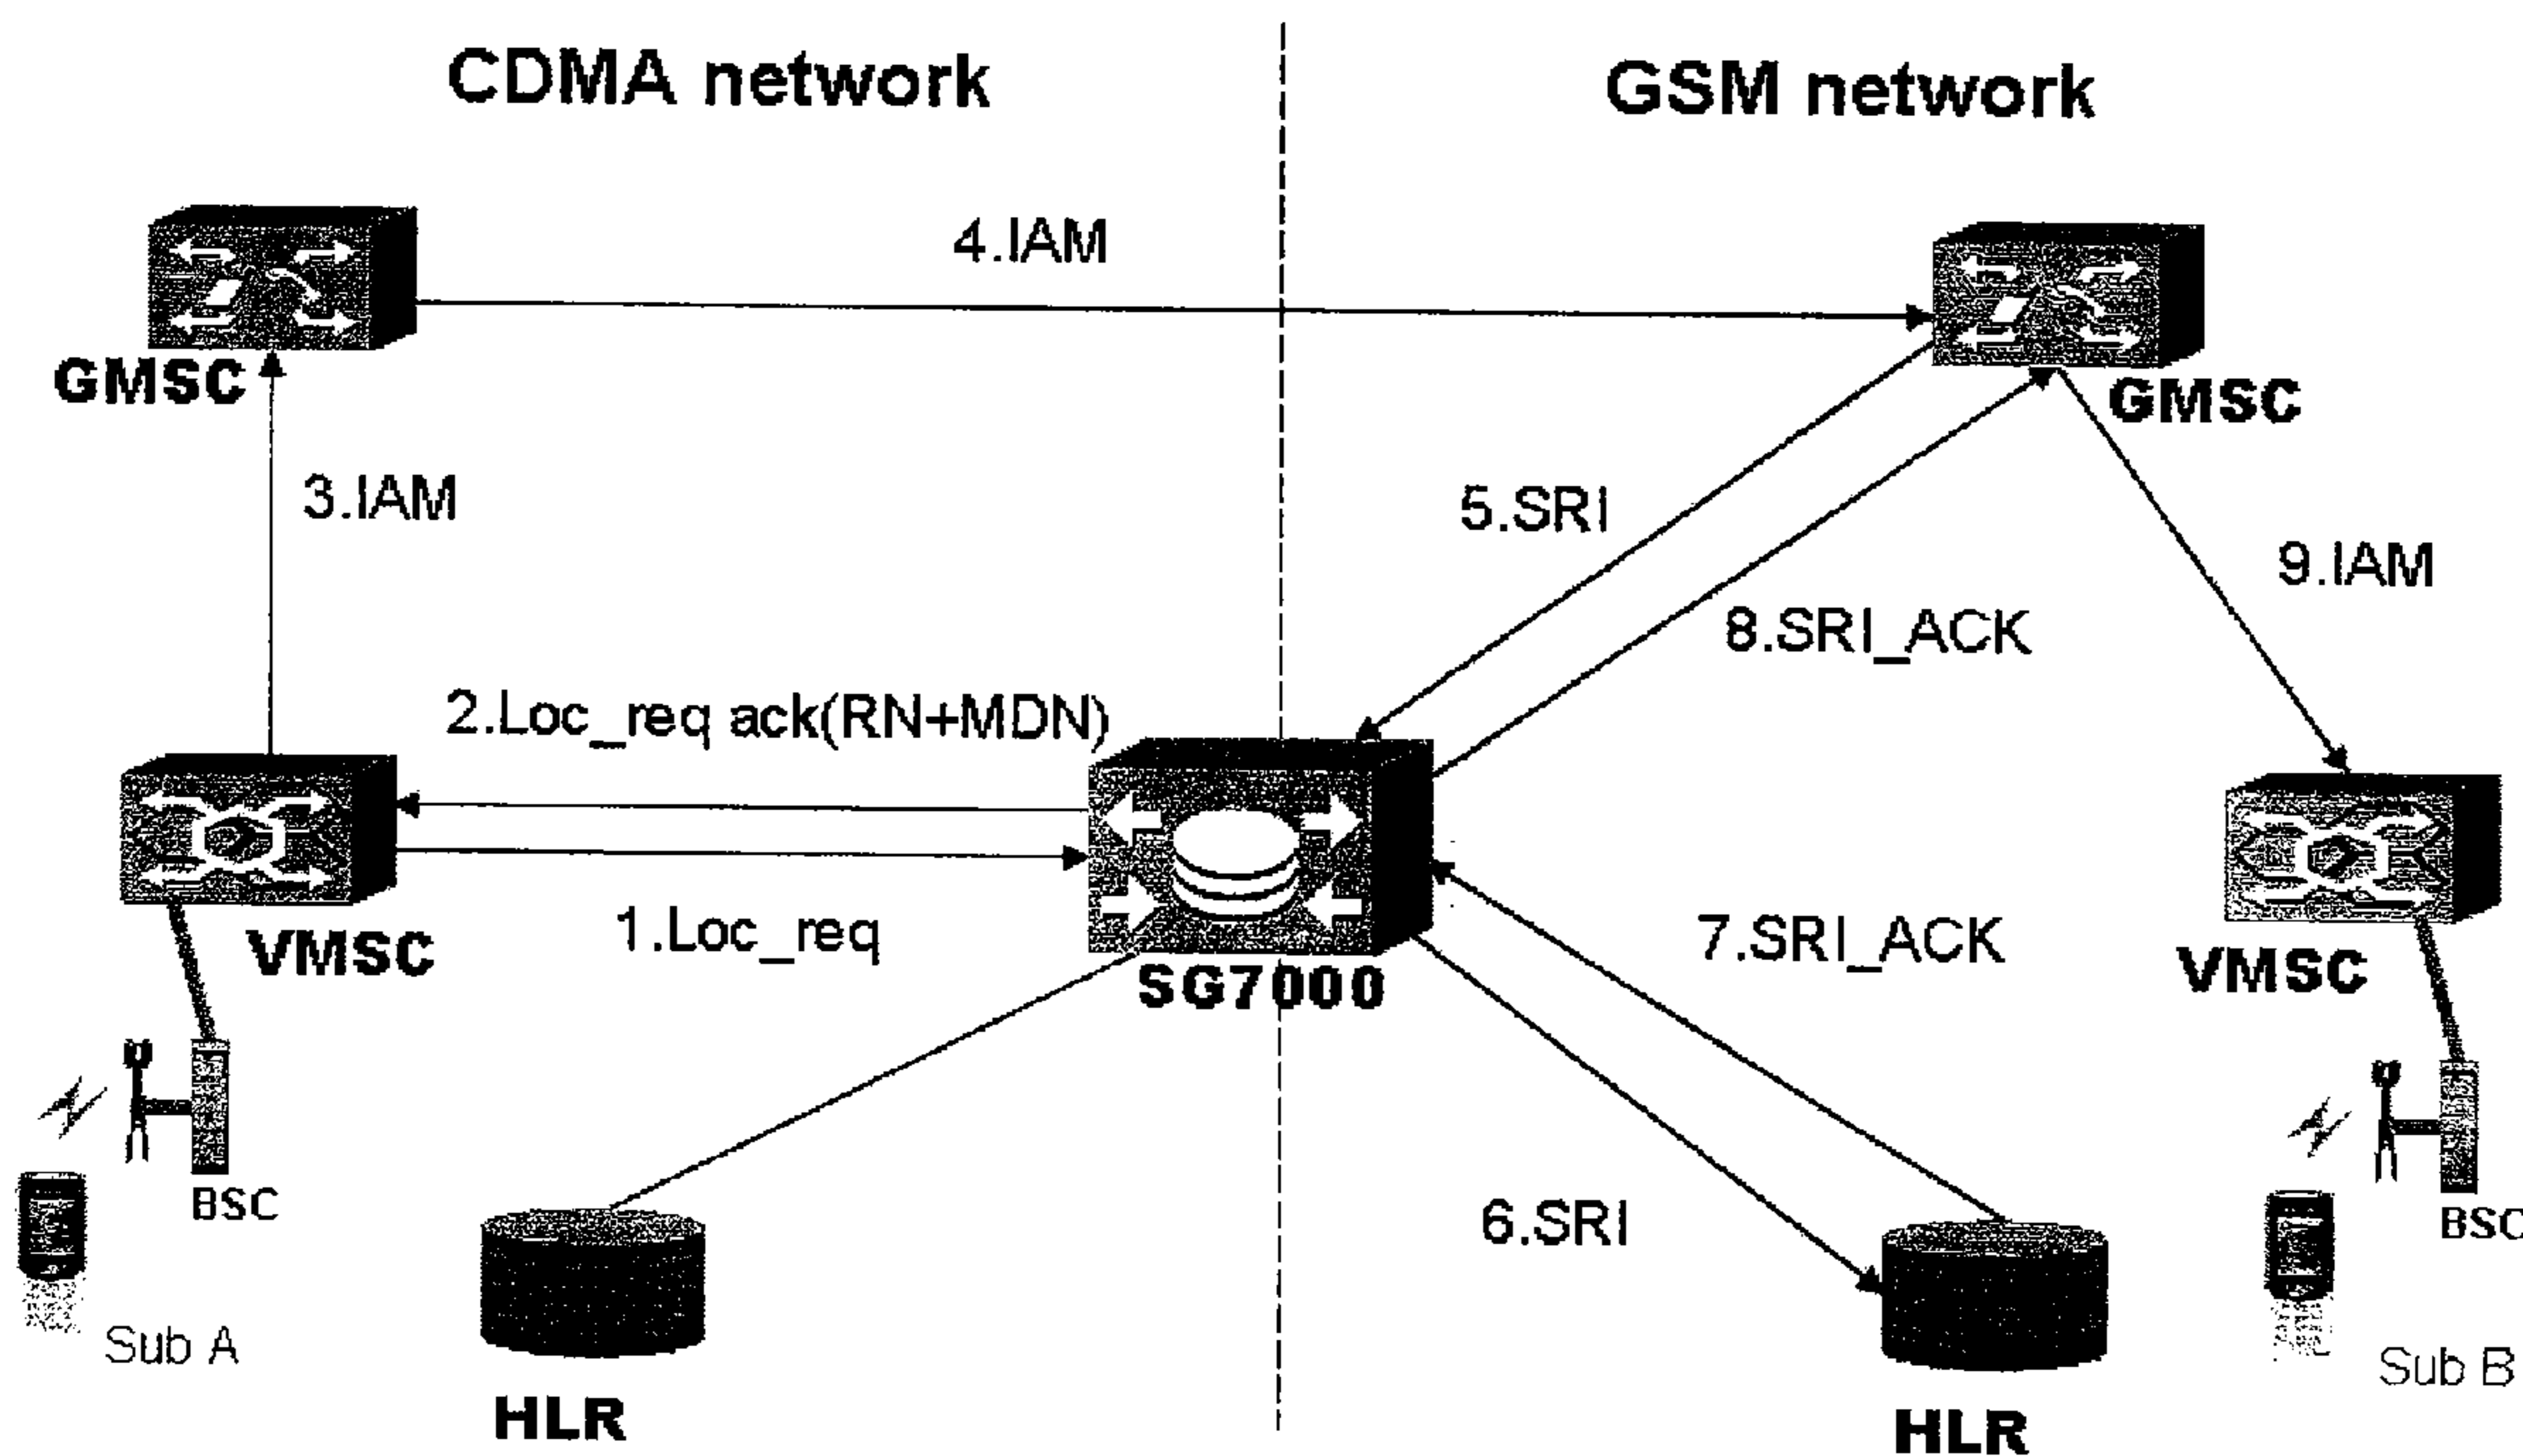 CDMA network
GSM network
4.IAM
GMSC
GMSC
3.IAM
5.SRI
9.IAM
8.SRI_ACK
2.Loc_req ack(RN+MDN)
1.Loc_req
VMSC
SG7000
7.SRI_ACK
VMSC
BSC
6.SRI
BSC
Sub A
Sub B
HLR
HLR